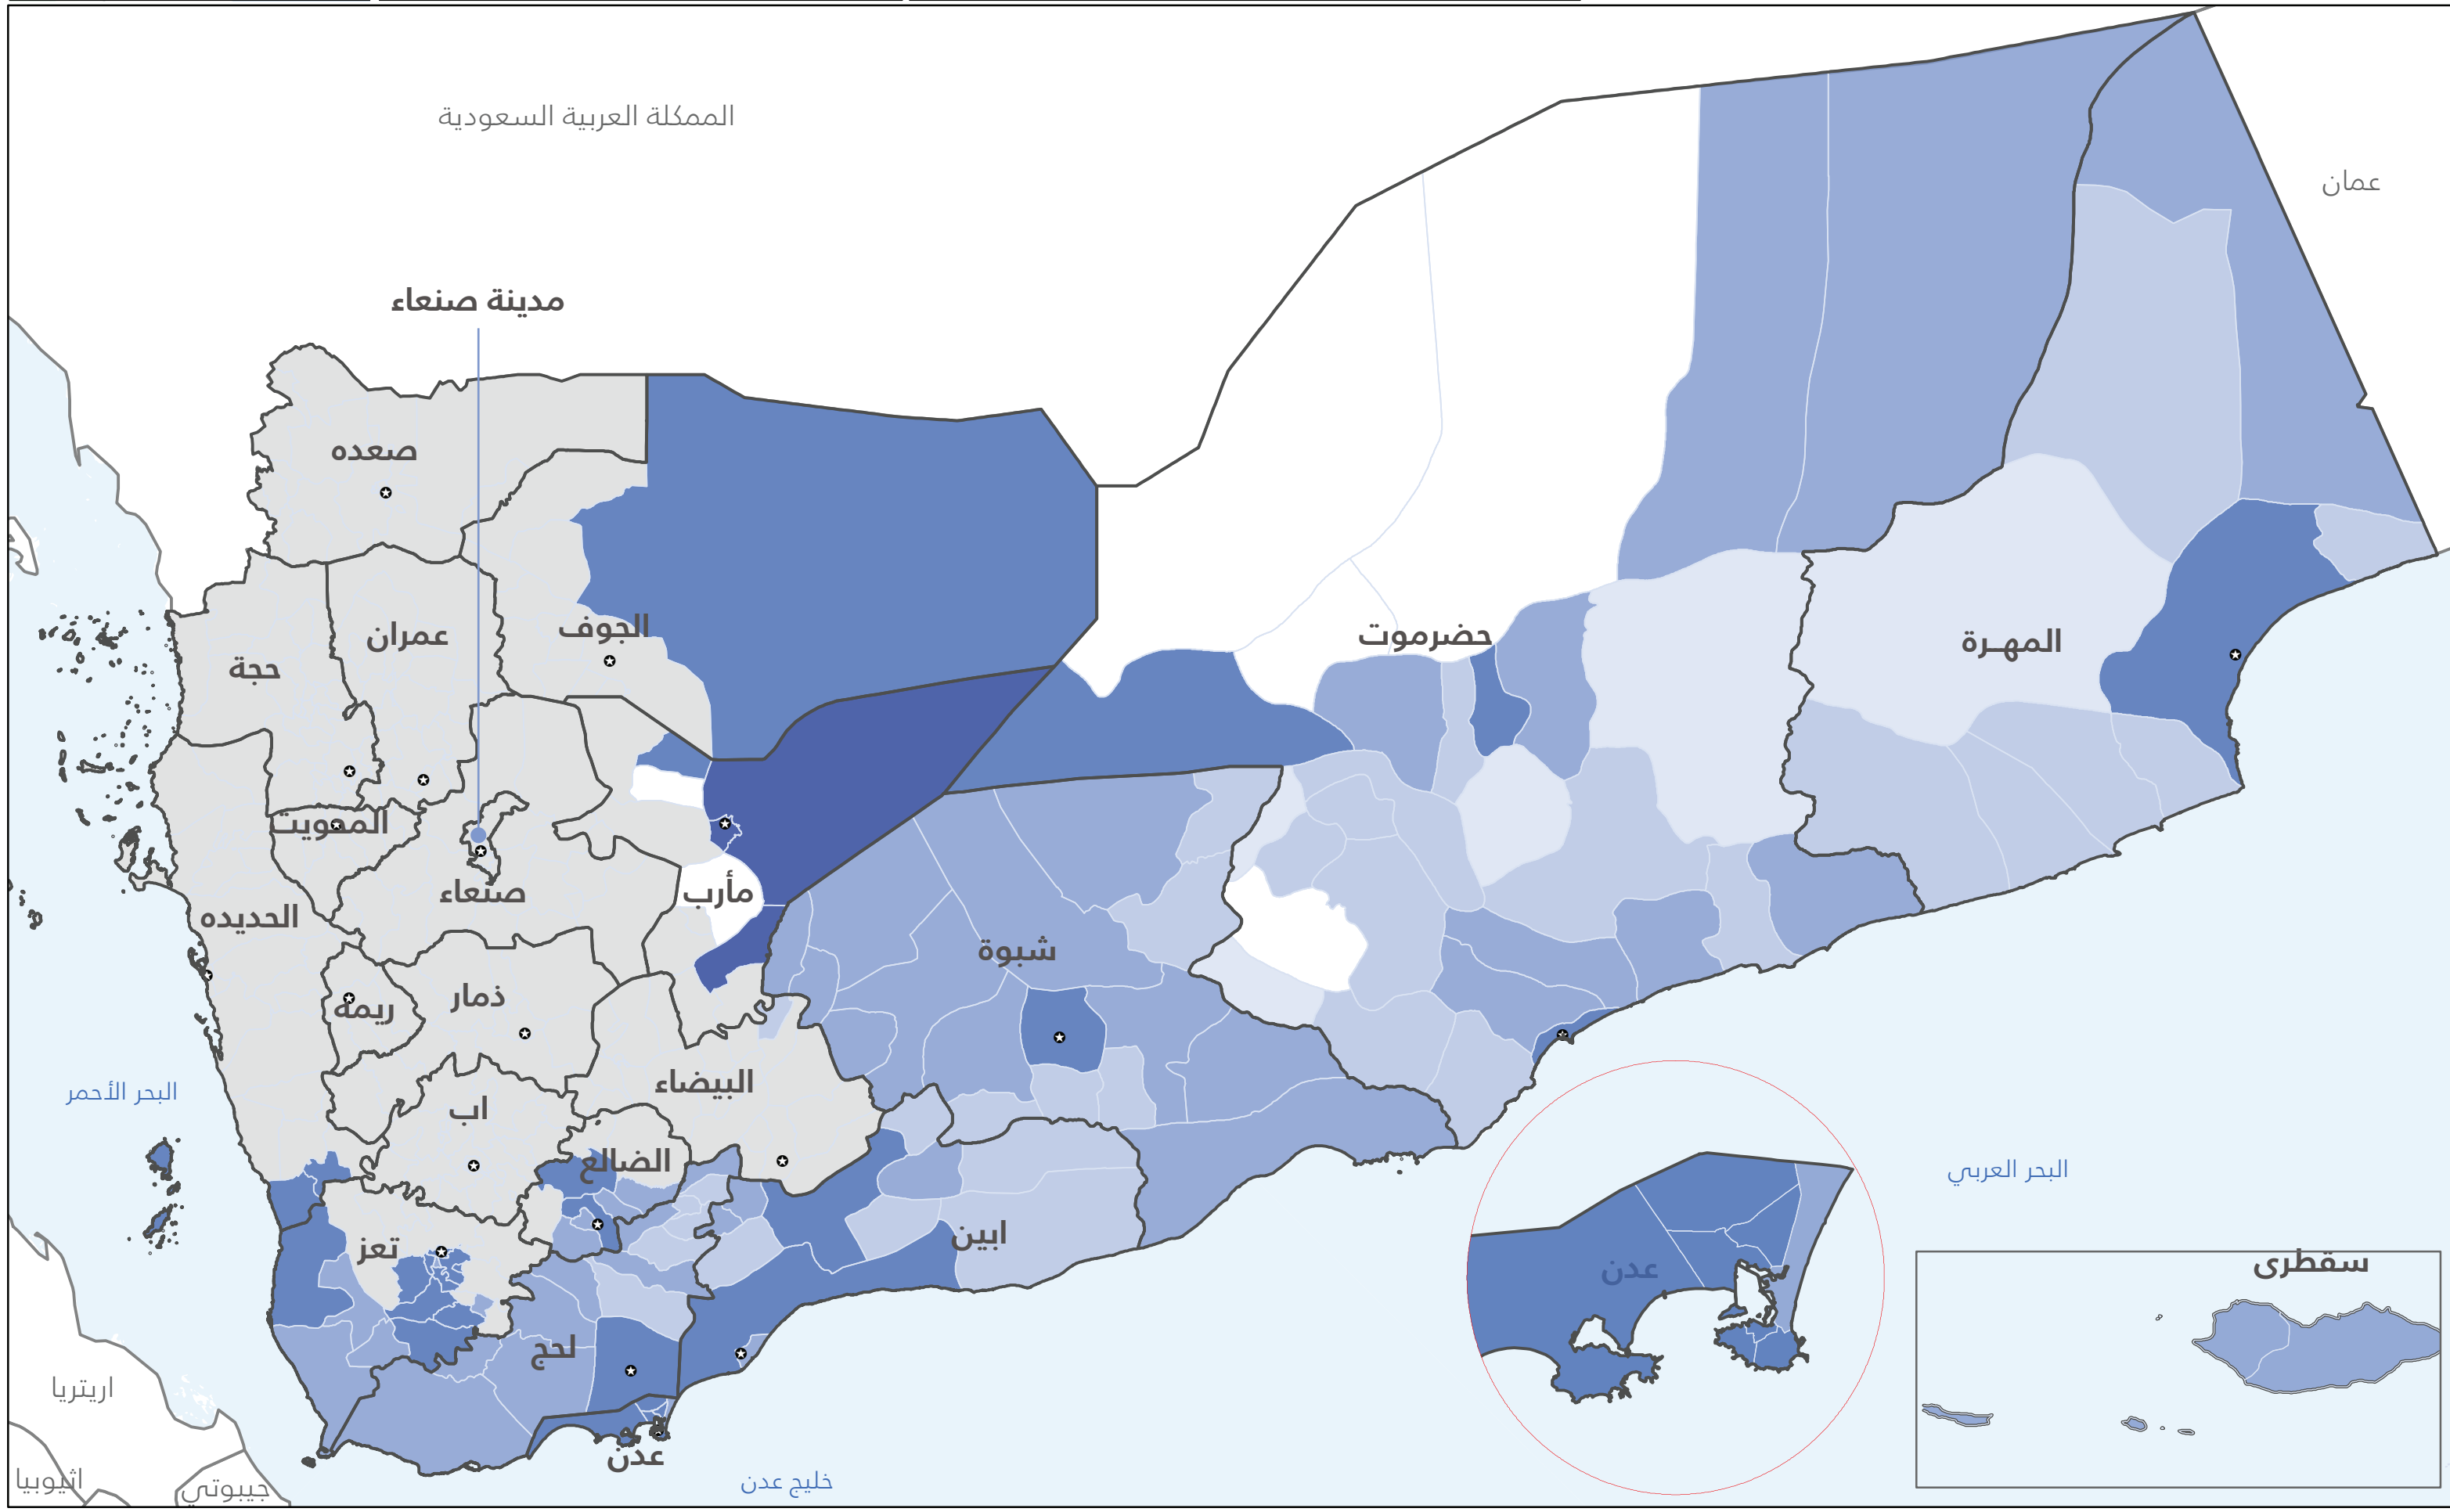 الممكلة العربية السعودية
عمان
مدينة صنعاء
صعده
الجوف
عمران
حجة
حضرموت
المهرة
المحويت
صنعاء
مأرب
الحديده
شبوة
ذمار
ريمة
البيضاء
البحر الأحمر
اب
الضالع
البحر العربي
ابين
تعز
عدن
سقطرى
لحج
اريتريا
عدن
خليج عدن
اثيوبيا
جيبوتي